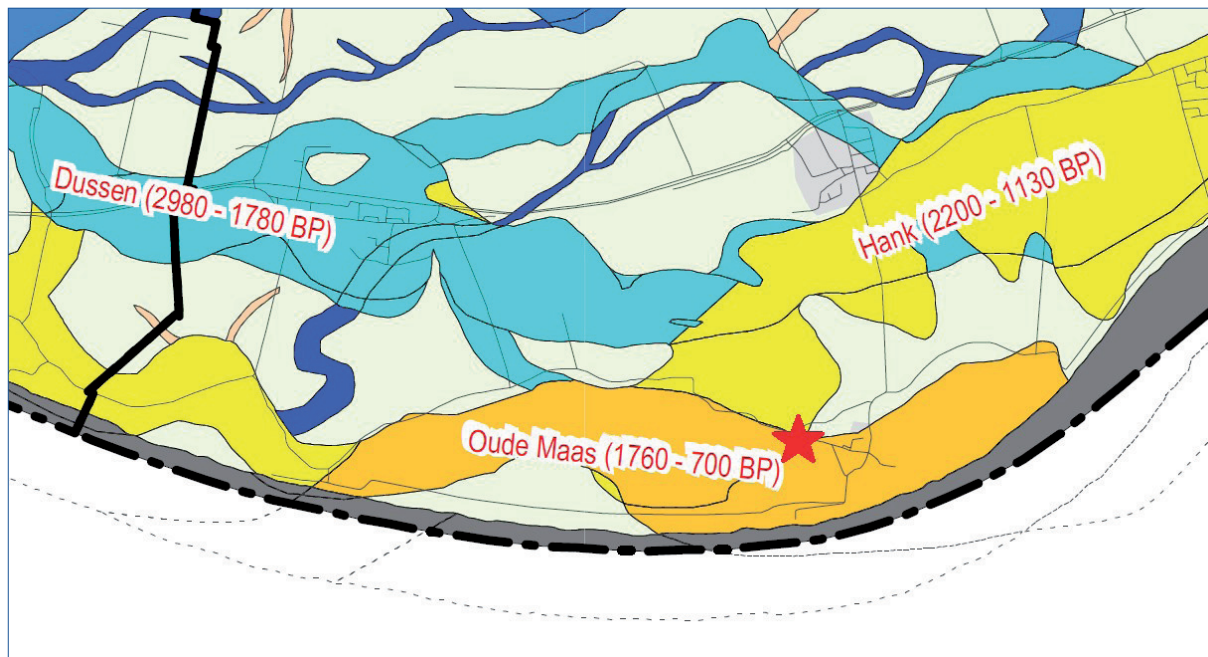 Dussen (2980 - 1780 BP)
Hank (2200 - 1130 BP)
Oude Maas (1760 - 700 BP)